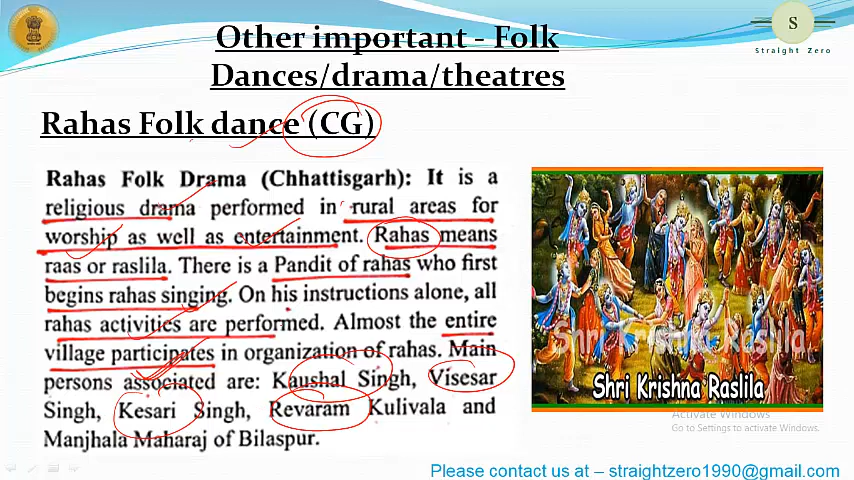 Other important - Folk
Dances/drama/theatres
S
Straight Zero
Rahas Folk dance (CG)
Rahas Folk Drama (Chhattisgarh): It is a
religious drama performed in rural areas for
worship as well as entertainment. Rahas means
raas or raslila. There is a Pandit of rahas who first
begins rahas singing. On his instructions alone, all
rahas activities are performed. Almost the entire
village participates in organization of rahas. Main
persons associated are: Kaushal Singh, Visesar
Singh, Kesari Singh, Revaram Kulivala and
Manjhala Maharaj of Bilaspur.
Shri Krishna Raslila
Shri Krishna Raslila
Activate Windows
Go to Settings to activate Windows.
Please contact us at – straightzero1990@gmail.com